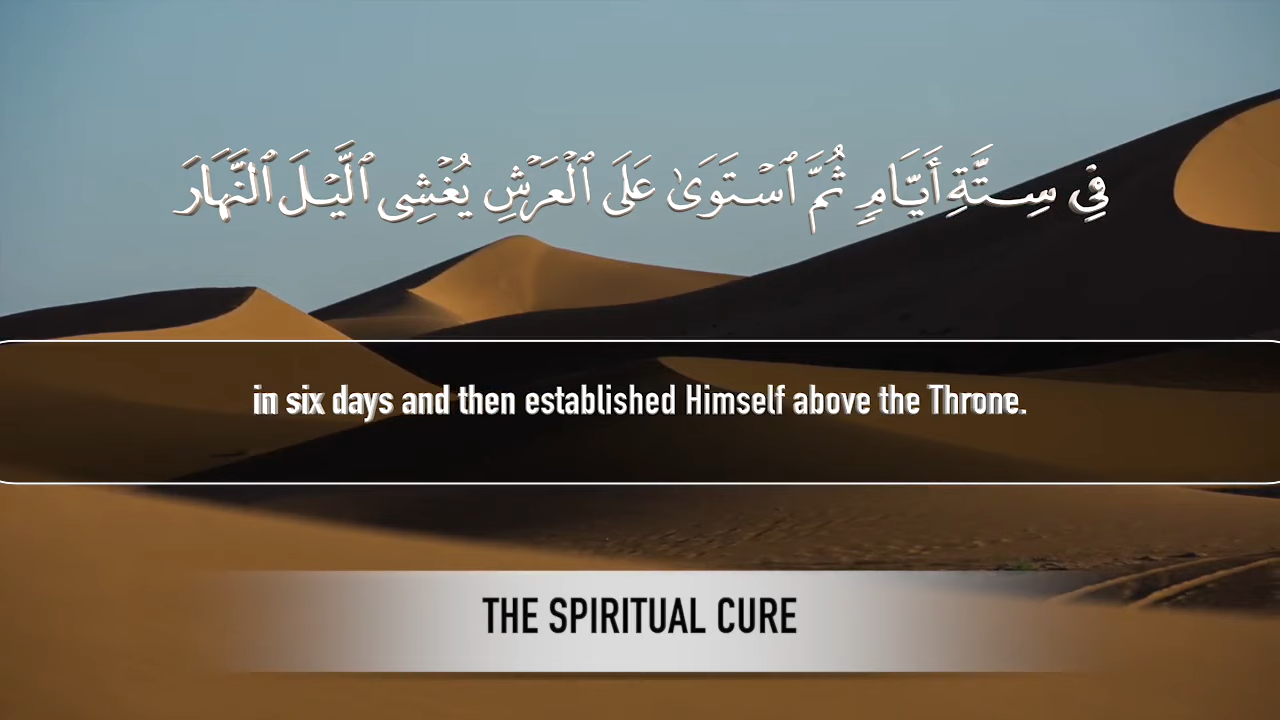 فِى سِتَّةِ أَيَّامٍ ثُمَّ ٱسْتَوَىٰ عَلَى ٱلْعَرْشِ يُغْشِى ٱلَّيْلَ ٱلنَّهَارَ
in six days and then established Himself above the Throne.
THE SPIRITUAL CURE